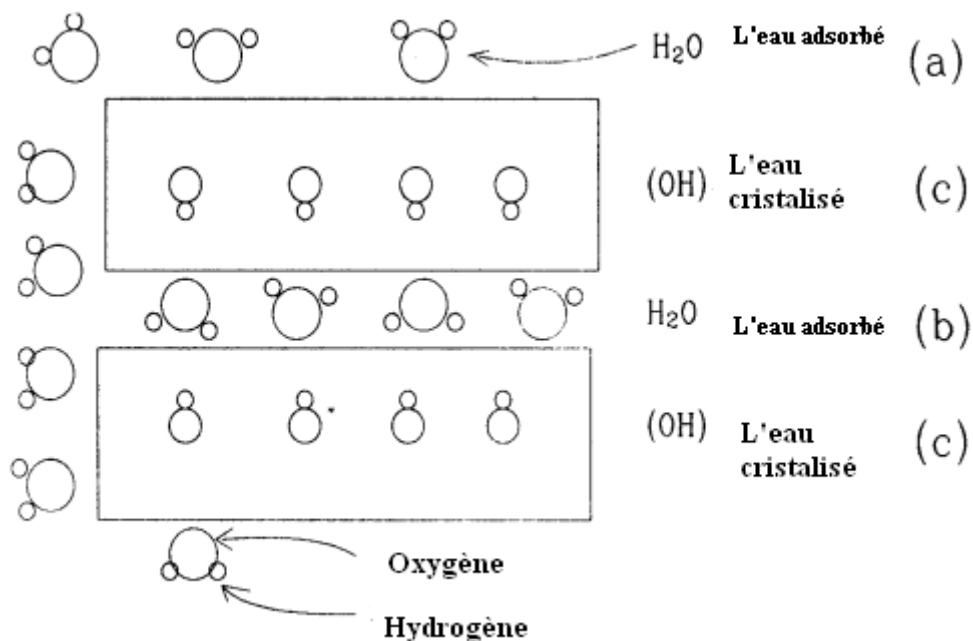 H₂O L'eau adsorbé (a)
(OH) L'eau
cristalisé (c)
H₂O L'eau adsorbé (b)
(OH) L'eau
cristalisé (c)
Oxygène
Hydrogène